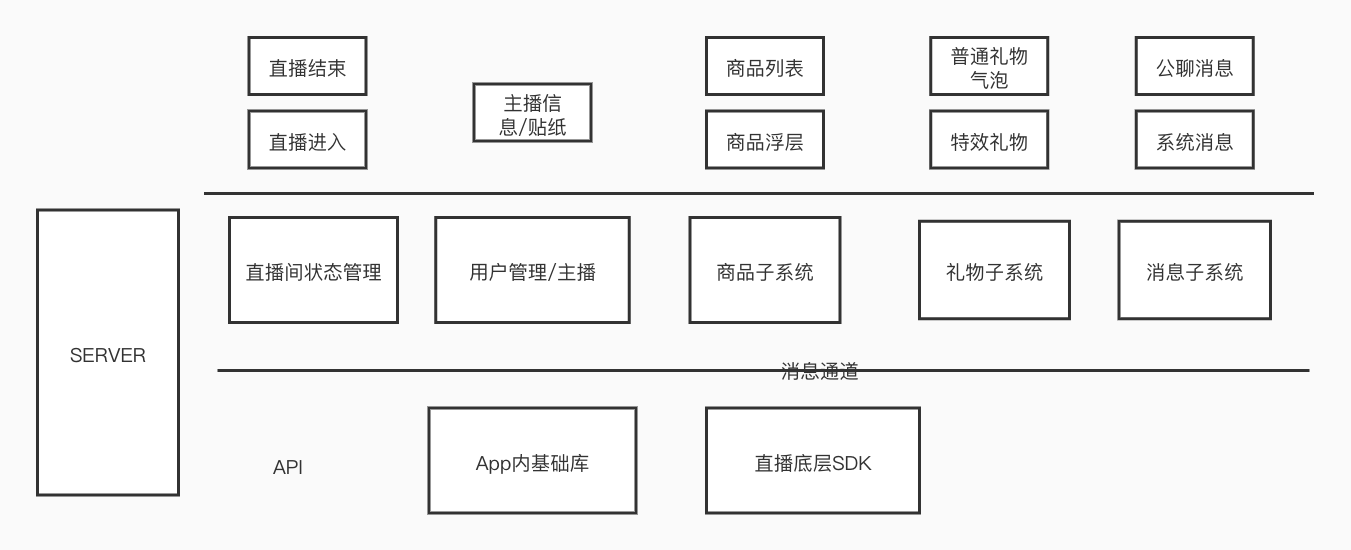 直播结束
商品列表
普通礼物
气泡
公聊消息
主播信
息/贴纸
直播进入
商品浮层
特效礼物
系统消息
直播间状态管理
用户管理/主播
商品子系统
礼物子系统
消息子系统
SERVER
消息通道
API
App内基础库
直播底层SDK